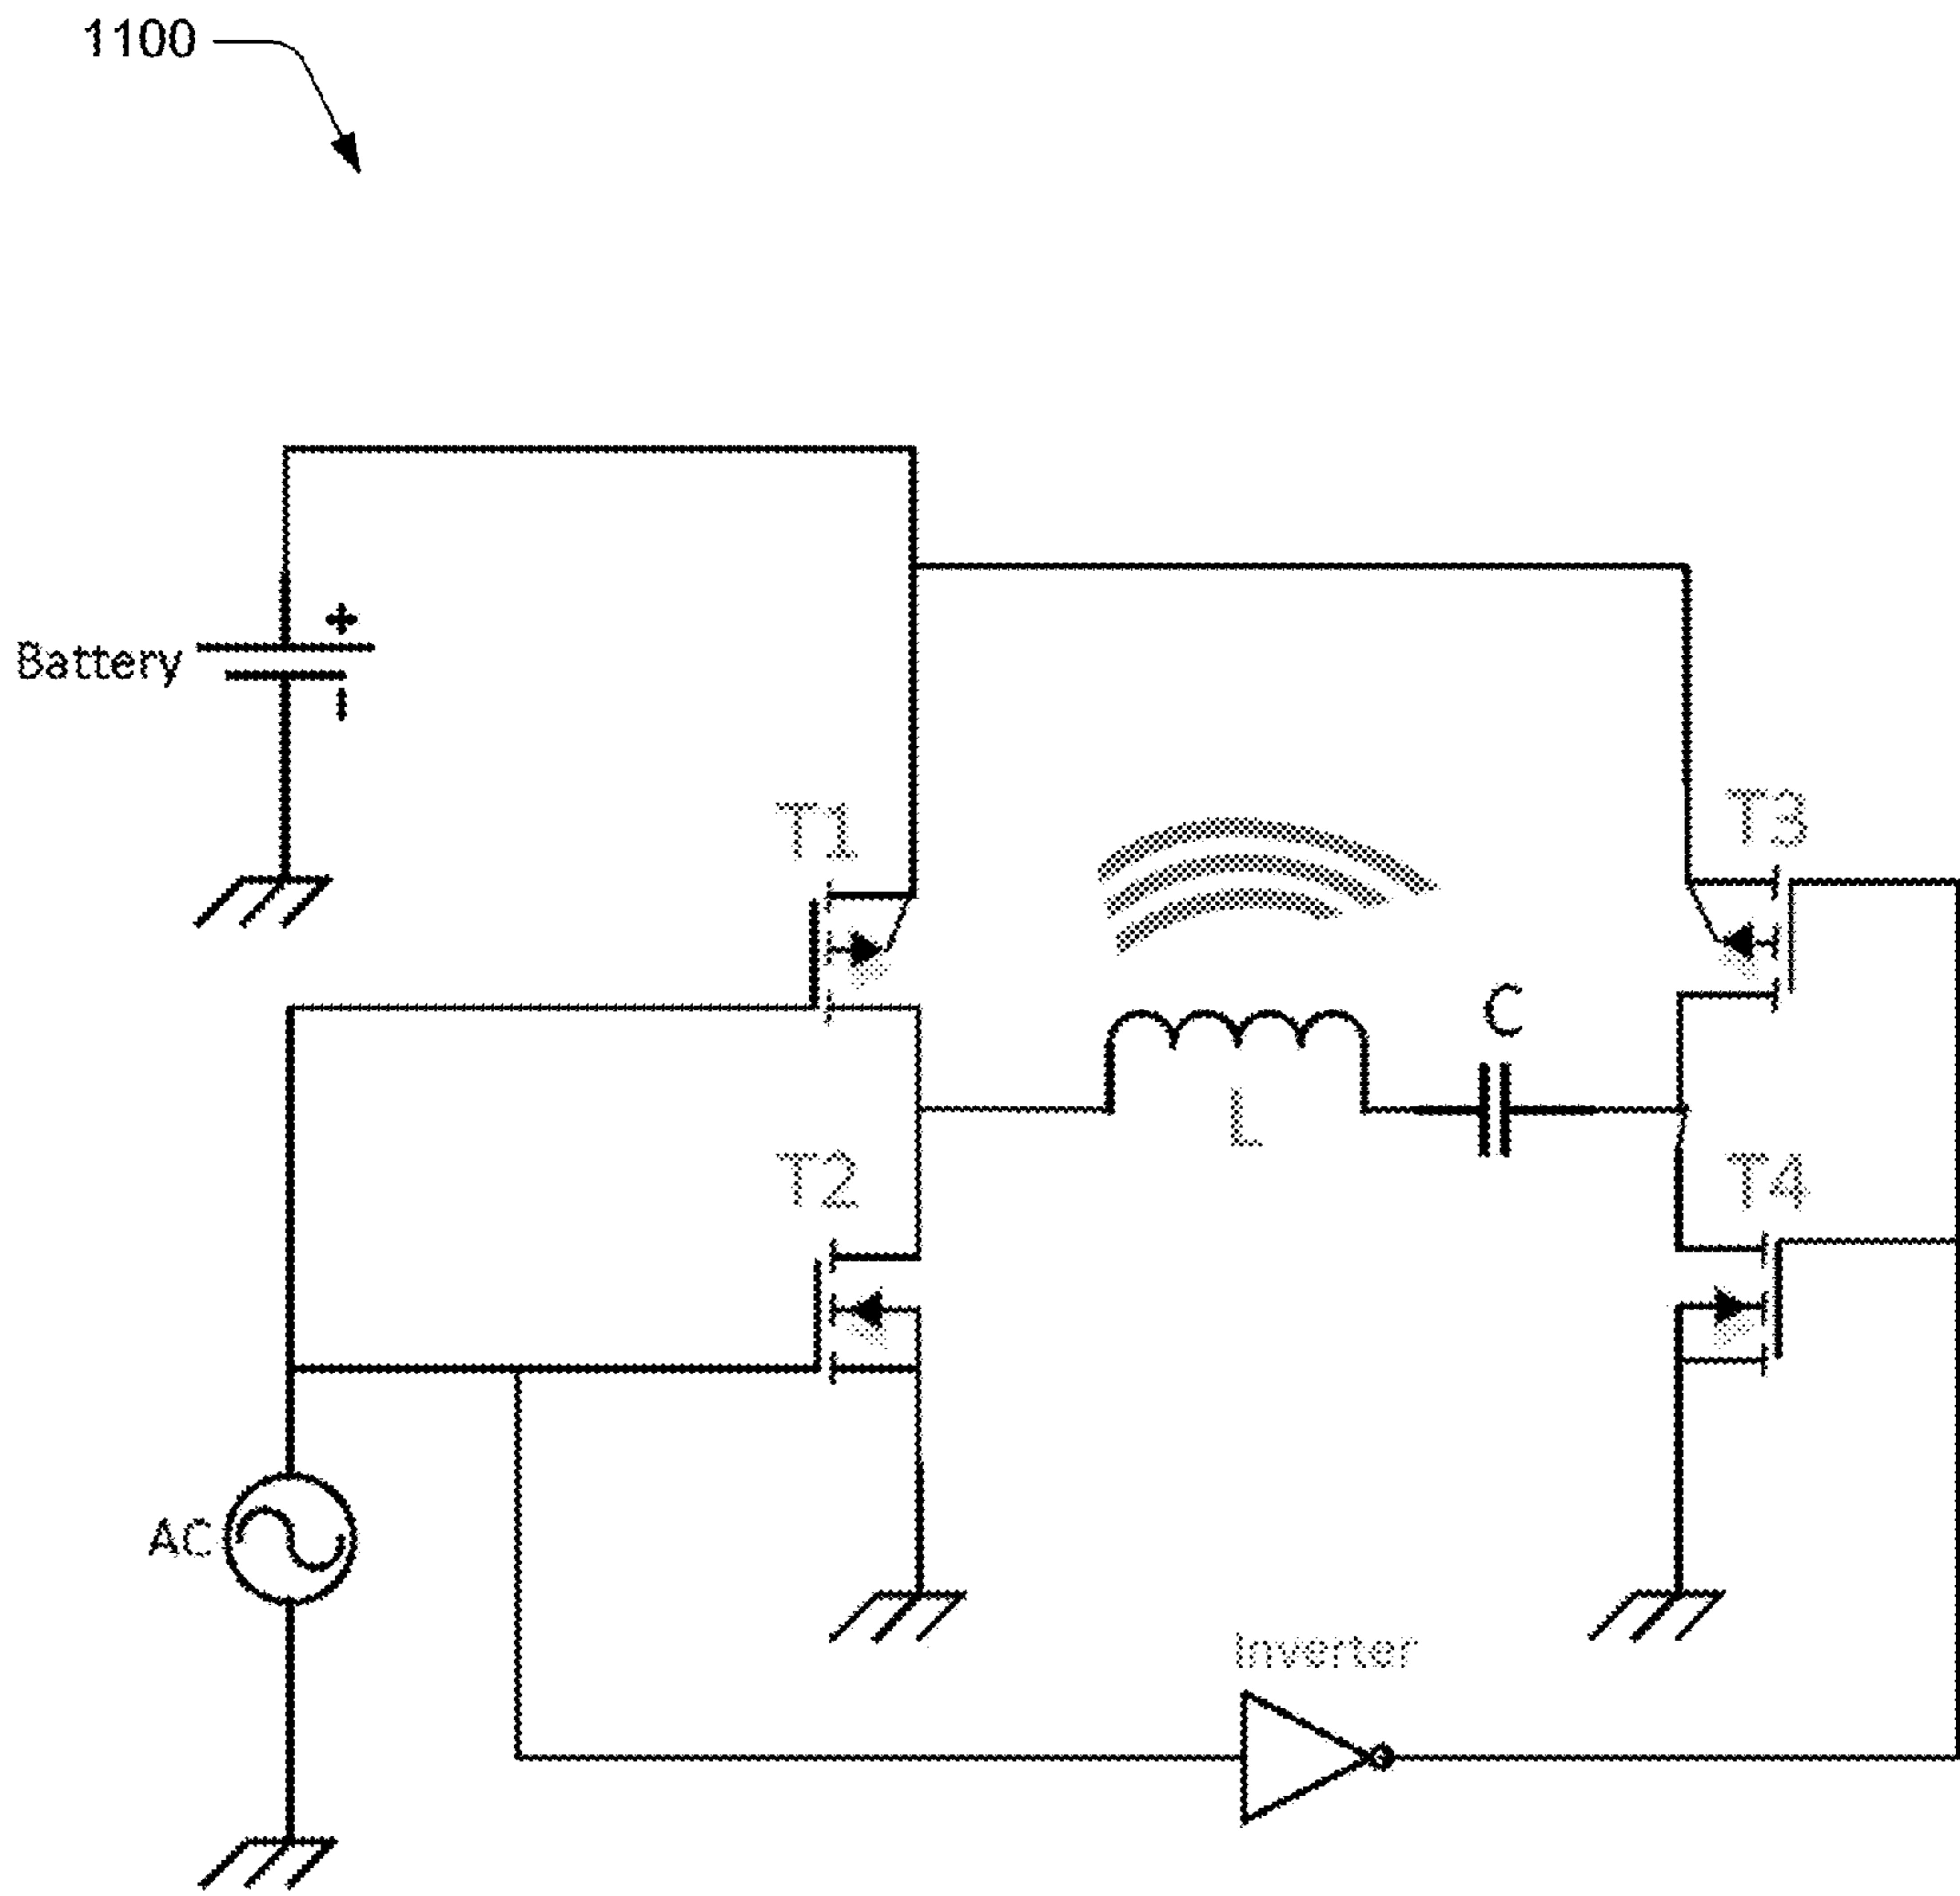 1100
Battery
+
-
T1
T3
C
L
T2
T4
AC
Inverter